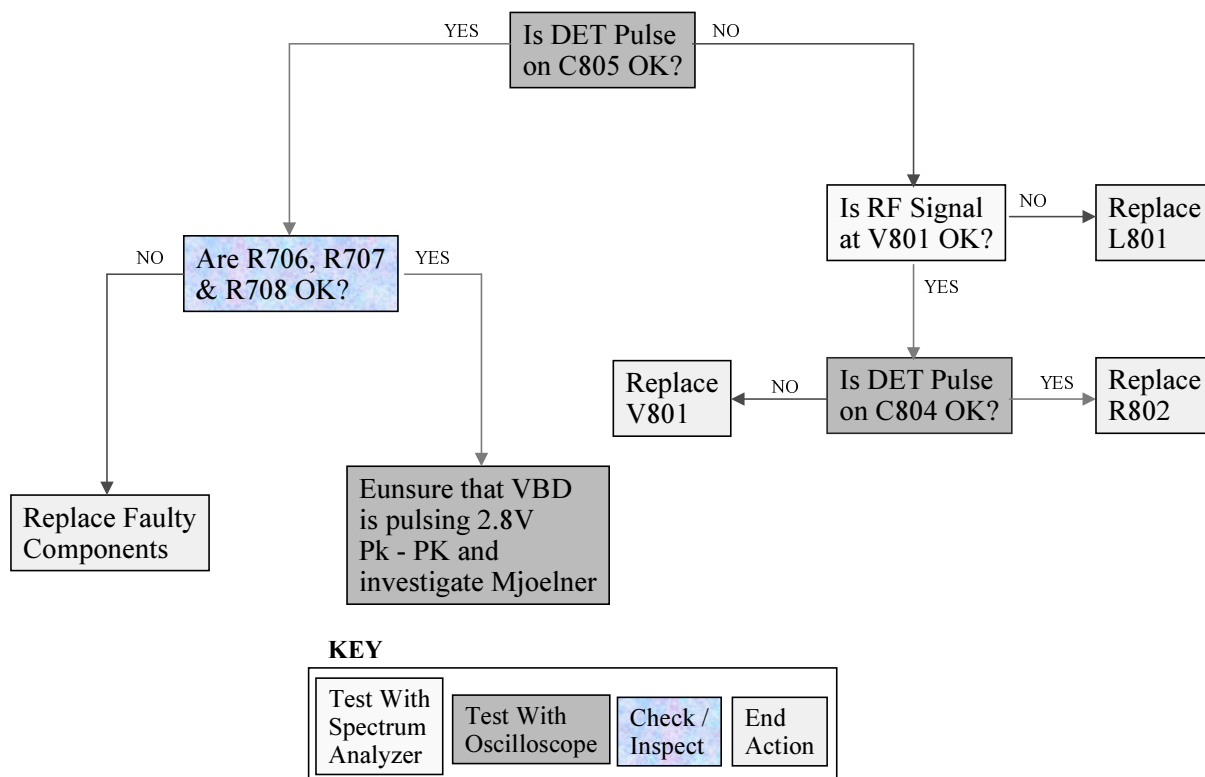 YES
Is DET Pulse
on C805 OK?
NO
Is RF Signal
at V801 OK?
NO
Replace
L801
NO
Are R706, R707
& R708 OK?
YES
YES
Replace
V801
NO
Is DET Pulse
on C804 OK?
YES
Replace
R802
Replace Faulty
Components
Eunsure that VBD
is pulsing 2.8V
Pk - PK and
investigate Mjoelner
KEY
Test With
Spectrum
Analyzer
Test With
Oscilloscope
Check /
Inspect
End
Action